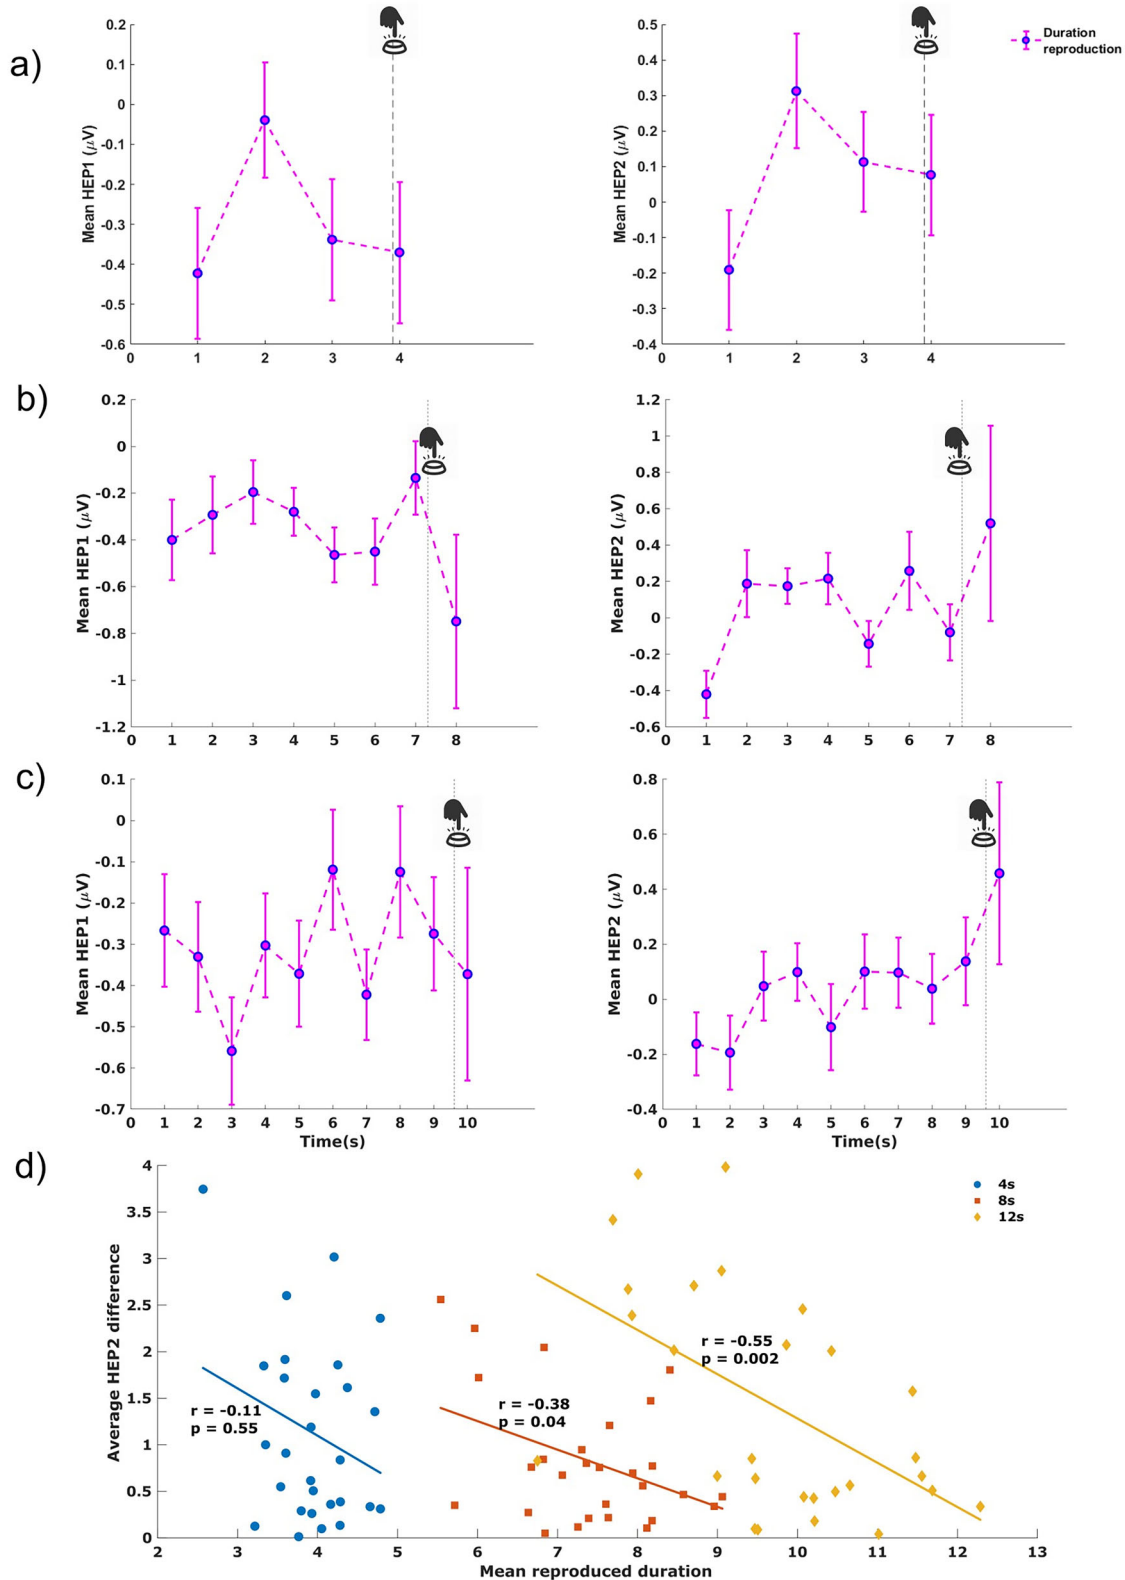 a)
0.2
0.1
0
-0.1
-0.2
-0.3
-0.4
-0.5
-0.6
Mean HEP1 (μV)
0 1 2 3 4
0.5
0.4
0.3
0.2
0.1
0
-0.1
-0.2
-0.3
-0.4
Mean HEP2 (μV)
0 1 2 3 4
Duration
reproduction
b)
0.2
0
-0.2
-0.4
-0.6
-0.8
-1
-1.2
Mean HEP1 (μV)
0 1 2 3 4 5 6 7 8
1.2
1
0.8
0.6
0.4
0.2
0
-0.2
-0.4
-0.6
Mean HEP2 (μV)
0 1 2 3 4 5 6 7 8
c)
0.1
0
-0.1
-0.2
-0.3
-0.4
-0.5
-0.6
-0.7
Mean HEP1 (μV)
0 1 2 3 4 5 6 7 8 9 10
Time(s)
0.8
0.6
0.4
0.2
0
-0.2
-0.4
Mean HEP2 (μV)
0 1 2 3 4 5 6 7 8 9 10
Time(s)
d)
4
3.5
3
2.5
2
1.5
1
0.5
0
Average HEP2 difference
4s
8s
12s
r = -0.55
p = 0.002
r = -0.38
p = 0.04
r = -0.11
p = 0.55
2 3 4 5 6 7 8 9 10 11 12 13
Mean reproduced duration